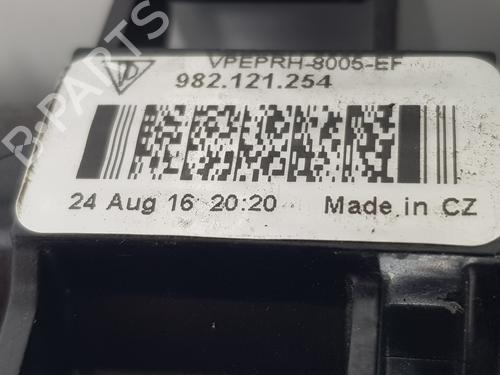 VPEPRH-8005-EF
982.121.254
24 Aug 16 20:20 Made in CZ
B-PARTS